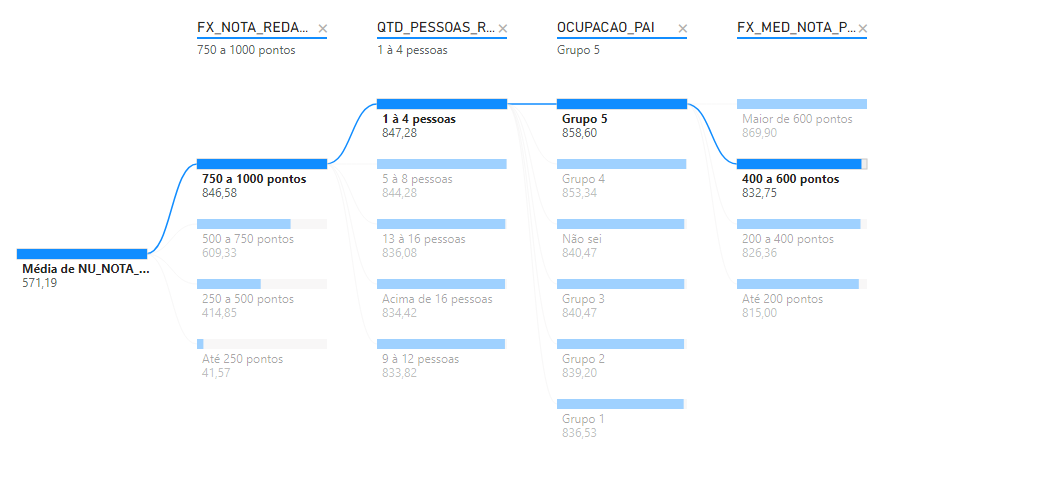 FX_NOTA_REDA...
750 a 1000 pontos
QTD_PESSOAS_R...
1 à 4 pessoas
OCUPACAO_PAI
Grupo 5
FX_MED_NOTA_P...
Média de NU_NOTA_...
571,19
750 a 1000 pontos
846,58
500 a 750 pontos
609,33
250 a 500 pontos
414,85
Até 250 pontos
41,57
1 à 4 pessoas
847,28
5 à 8 pessoas
844,28
13 à 16 pessoas
836,08
Acima de 16 pessoas
834,42
9 à 12 pessoas
833,82
Grupo 5
858,60
Grupo 4
853,34
Não sei
840,47
Grupo 3
840,47
Grupo 2
839,20
Grupo 1
836,53
Maior de 600 pontos
869,90
400 a 600 pontos
832,75
200 a 400 pontos
826,36
Até 200 pontos
815,00